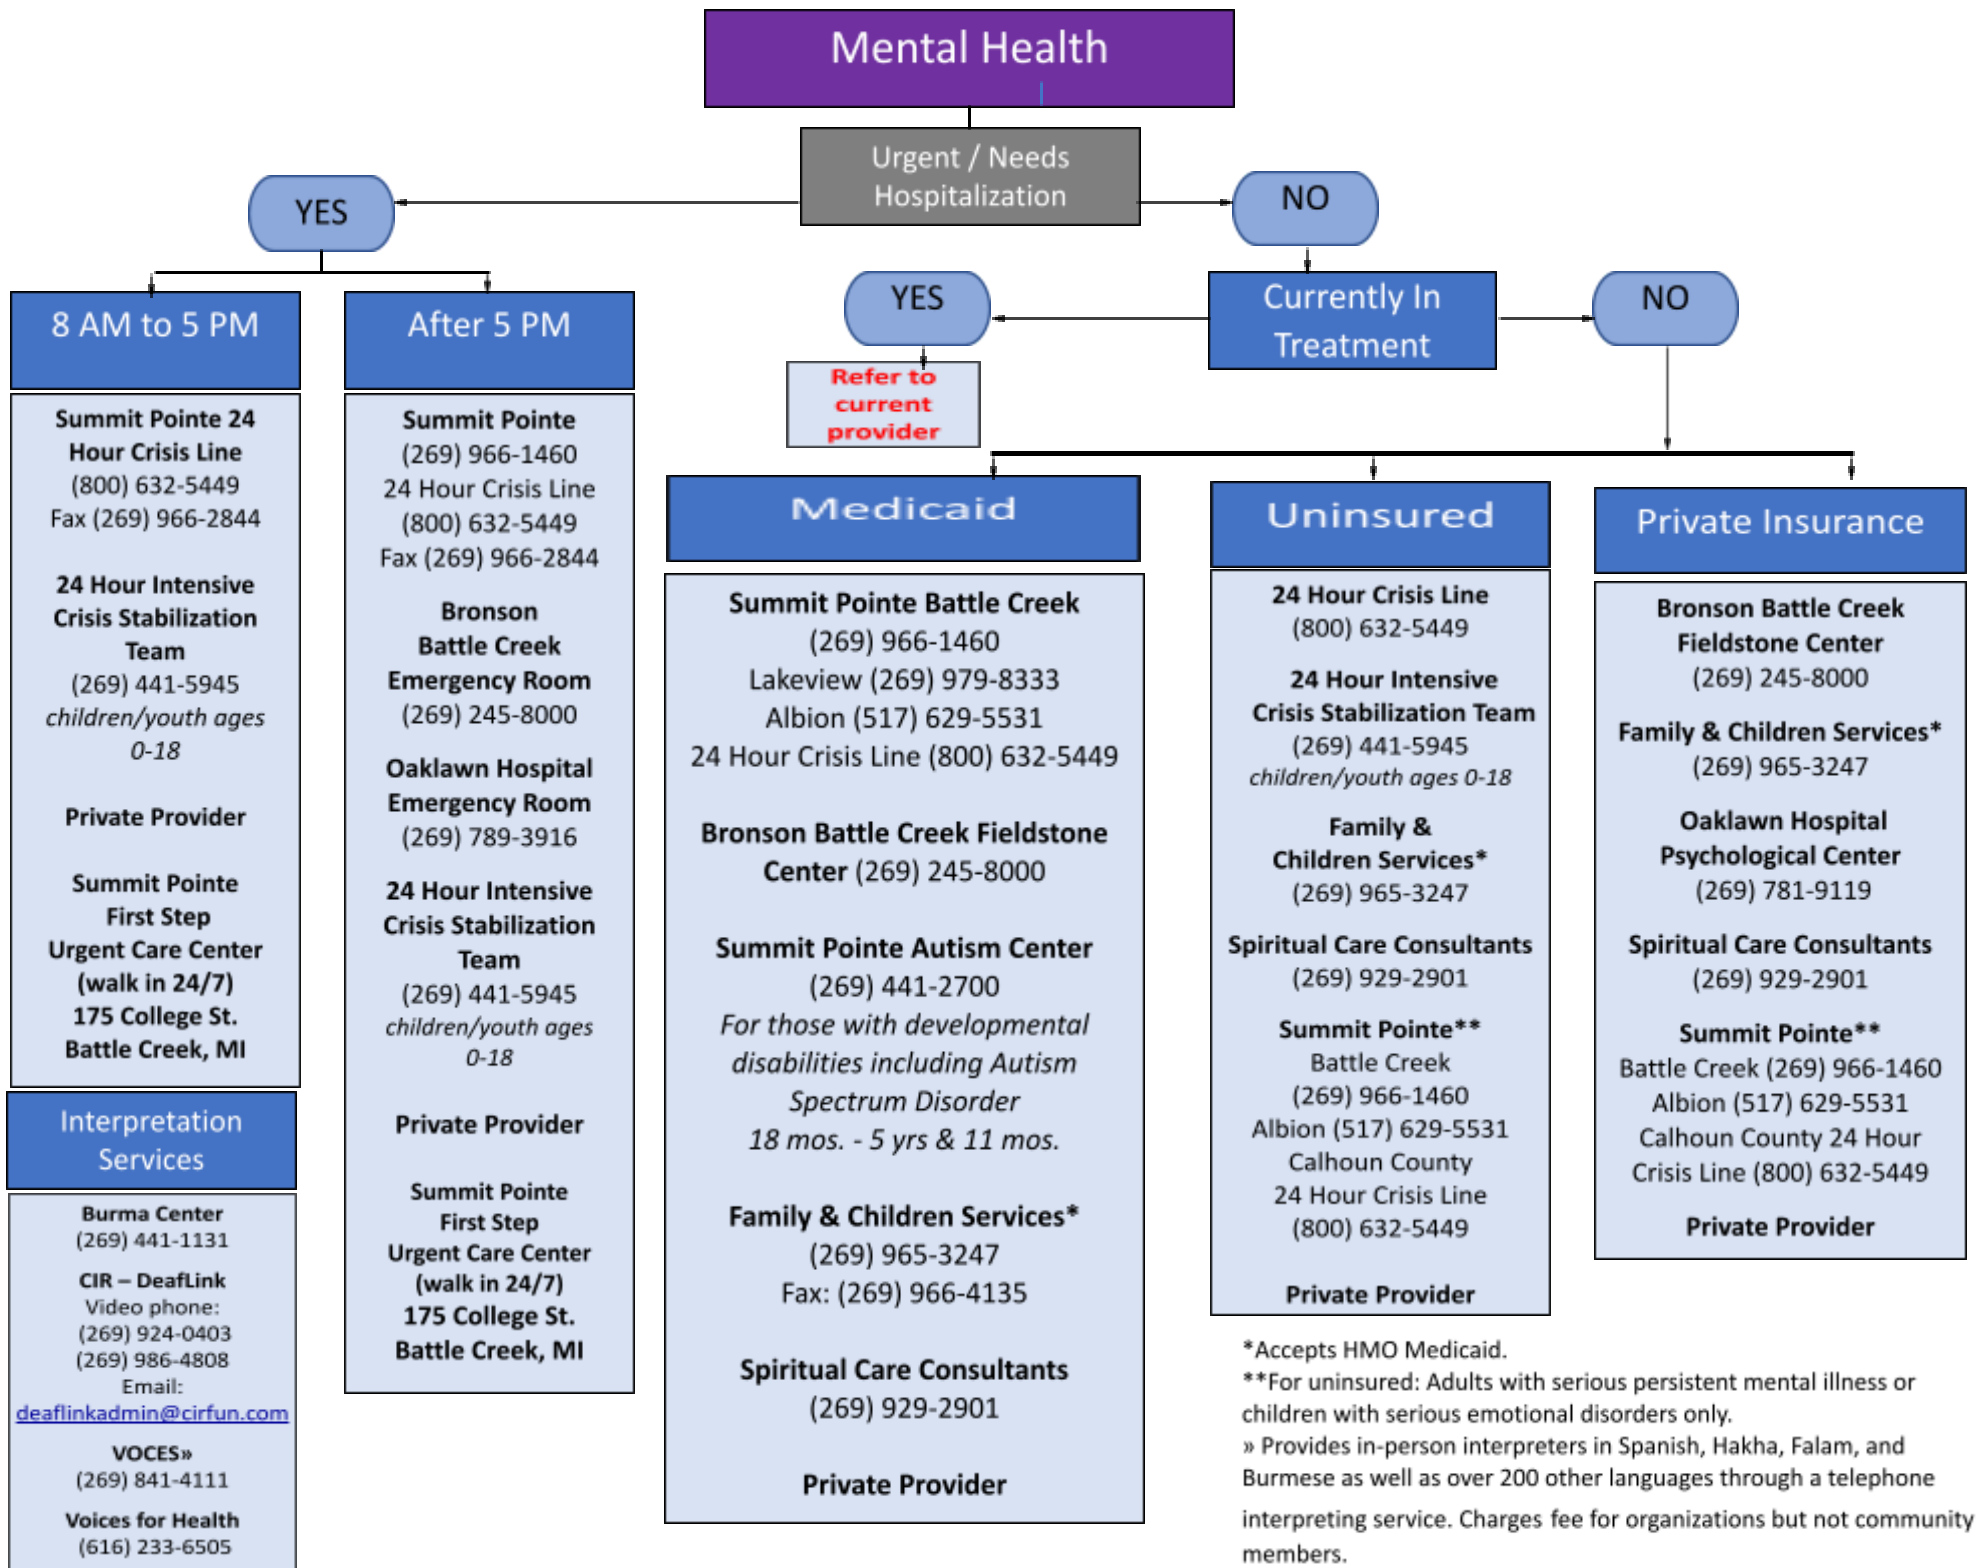 Mental Health
Urgent / Needs
Hospitalization
YES
NO
8 AM to 5 PM
Summit Pointe 24
Hour Crisis Line
(800) 632-5449
Fax (269) 966-2844
24 Hour Intensive
Crisis Stabilization
Team
(269) 441-5945
children/youth ages
0-18
Private Provider
Summit Pointe
First Step
Urgent Care Center
(walk in 24/7)
175 College St.
Battle Creek, MI
After 5 PM
Summit Pointe
(269) 966-1460
24 Hour Crisis Line
(800) 632-5449
Fax (269) 966-2844
Bronson
Battle Creek
Emergency Room
(269) 245-8000
Oaklawn Hospital
Emergency Room
(269) 789-3916
24 Hour Intensive
Crisis Stabilization
Team
(269) 441-5945
children/youth ages
0-18
Private Provider
Summit Pointe
First Step
Urgent Care Center
(walk in 24/7)
175 College St.
Battle Creek, MI
Interpretation
Services
Burma Center
(269) 441-1131
CIR – DeafLink
Video phone:
(269) 924-0403
(269) 986-4808
Email:
deaflinkadmin@cirfun.com
VOCES»
(269) 841-4111
Voices for Health
(616) 233-6505
Currently In
Treatment
YES
NO
Refer to
current
provider
Medicaid
Summit Pointe Battle Creek
(269) 966-1460
Lakeview (269) 979-8333
Albion (517) 629-5531
24 Hour Crisis Line (800) 632-5449
Bronson Battle Creek Fieldstone
Center (269) 245-8000
Summit Pointe Autism Center
(269) 441-2700
For those with developmental
disabilities including Autism
Spectrum Disorder
18 mos. - 5 yrs & 11 mos.
Family & Children Services*
(269) 965-3247
Fax: (269) 966-4135
Spiritual Care Consultants
(269) 929-2901
Private Provider
Uninsured
24 Hour Crisis Line
(800) 632-5449
24 Hour Intensive
Crisis Stabilization Team
(269) 441-5945
children/youth ages 0-18
Family &
Children Services*
(269) 965-3247
Spiritual Care Consultants
(269) 929-2901
Summit Pointe**
Battle Creek
(269) 966-1460
Albion (517) 629-5531
Calhoun County
24 Hour Crisis Line
(800) 632-5449
Private Provider
Private Insurance
Bronson Battle Creek
Fieldstone Center
(269) 245-8000
Family & Children Services*
(269) 965-3247
Oaklawn Hospital
Psychological Center
(269) 781-9119
Spiritual Care Consultants
(269) 929-2901
Summit Pointe**
Battle Creek (269) 966-1460
Albion (517) 629-5531
Calhoun County 24 Hour
Crisis Line (800) 632-5449
Private Provider
*Accepts HMO Medicaid.
**For uninsured: Adults with serious persistent mental illness or
children with serious emotional disorders only.
» Provides in-person interpreters in Spanish, Hakha, Falam, and
Burmese as well as over 200 other languages through a telephone
interpreting service. Charges fee for organizations but not community
members.